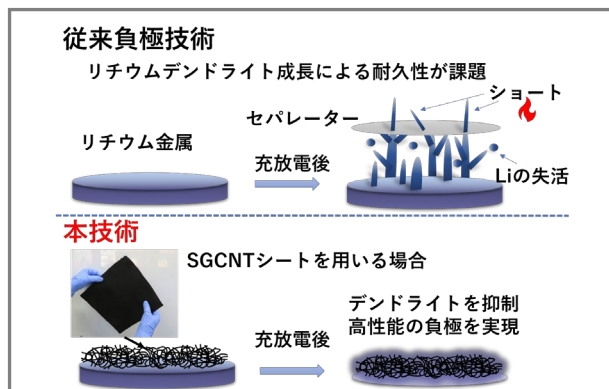 従来負極技術
リチウムデンドライト成長による耐久性が課題
ショート
セパレーター
リチウム金属
充放電後
Liの失活
本技術
SGCNTシートを用いる場合
デンドライトを抑制
高性能の負極を実現
充放電後